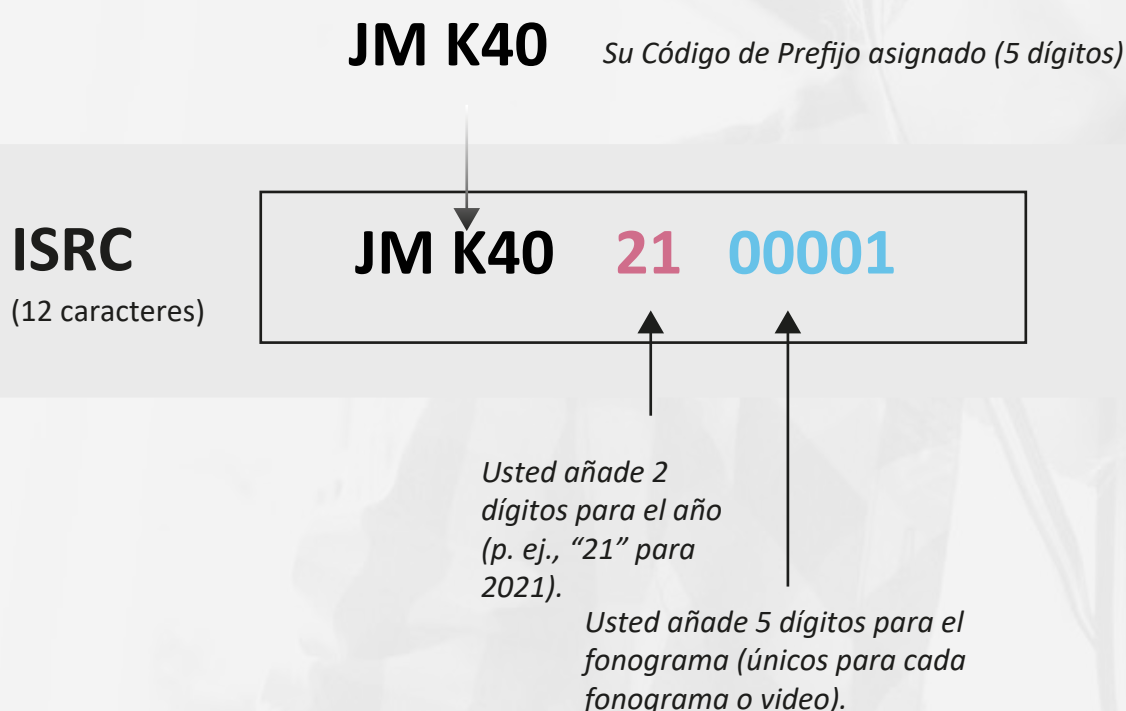 JM K40 Su Código de Prefijo asignado (5 dígitos)
ISRC
(12 caracteres)
JM K40 21 00001
Usted añade 2
dígitos para el año
(p. ej., “21” para
2021).
Usted añade 5 dígitos para el
fonograma (únicos para cada
fonograma o video).